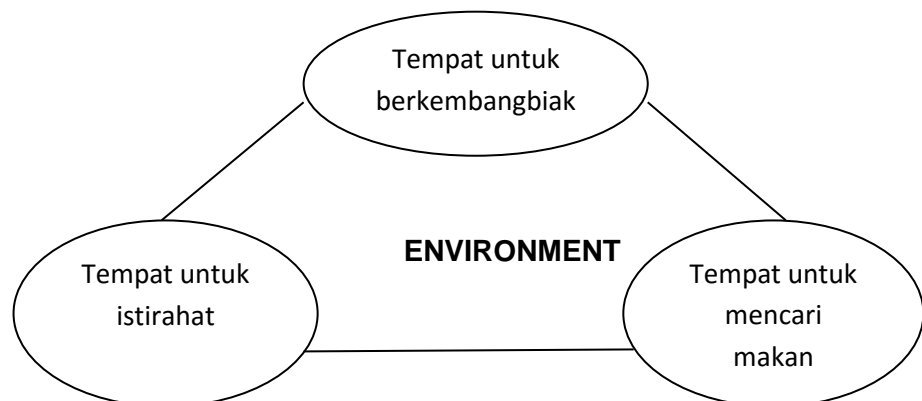 Tempat untuk
berkembangbiak
ENVIRONMENT
Tempat untuk
istirahat
Tempat untuk
mencari
makan